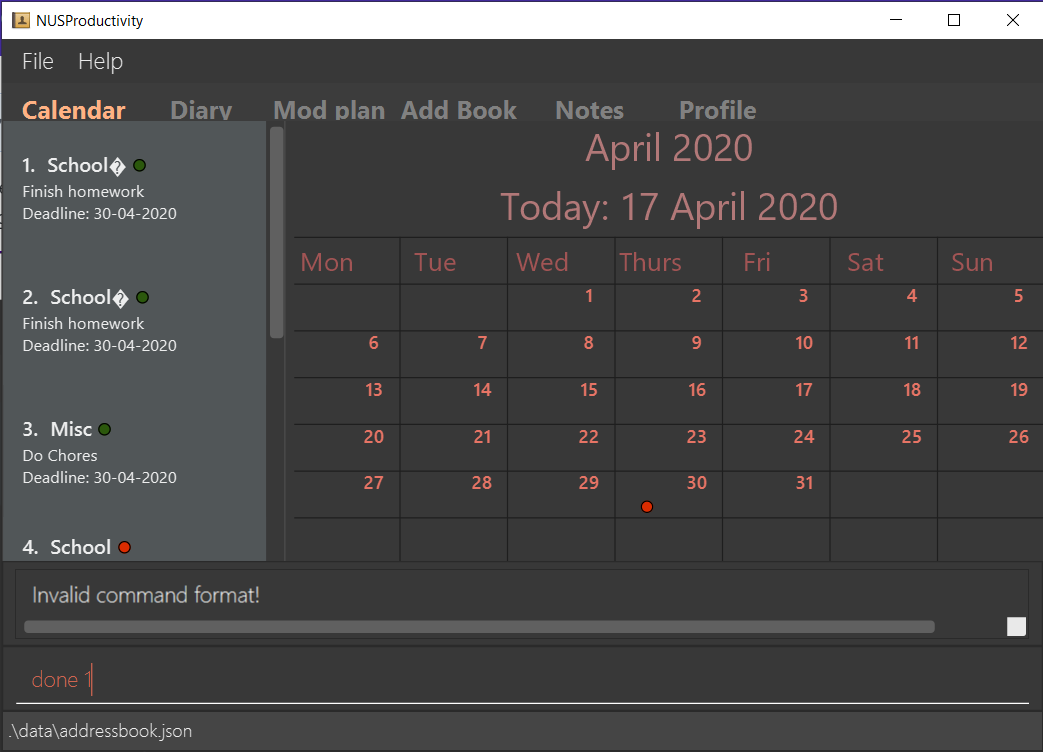 NUSProductivity
File Help
Calendar Diary Mod plan Add Book Notes Profile
1. School�
Finish homework
Deadline: 30-04-2020
2. School�
Finish homework
Deadline: 30-04-2020
3. Misc
Do Chores
Deadline: 30-04-2020
4. School
April 2020
Today: 17 April 2020
Mon Tue Wed Thurs Fri Sat Sun
1 2 3 4 5
6 7 8 9 10 11 12
13 14 15 16 17 18 19
20 21 22 23 24 25 26
27 28 29 30 31
Invalid command format!
done 1
.\data\addressbook.json